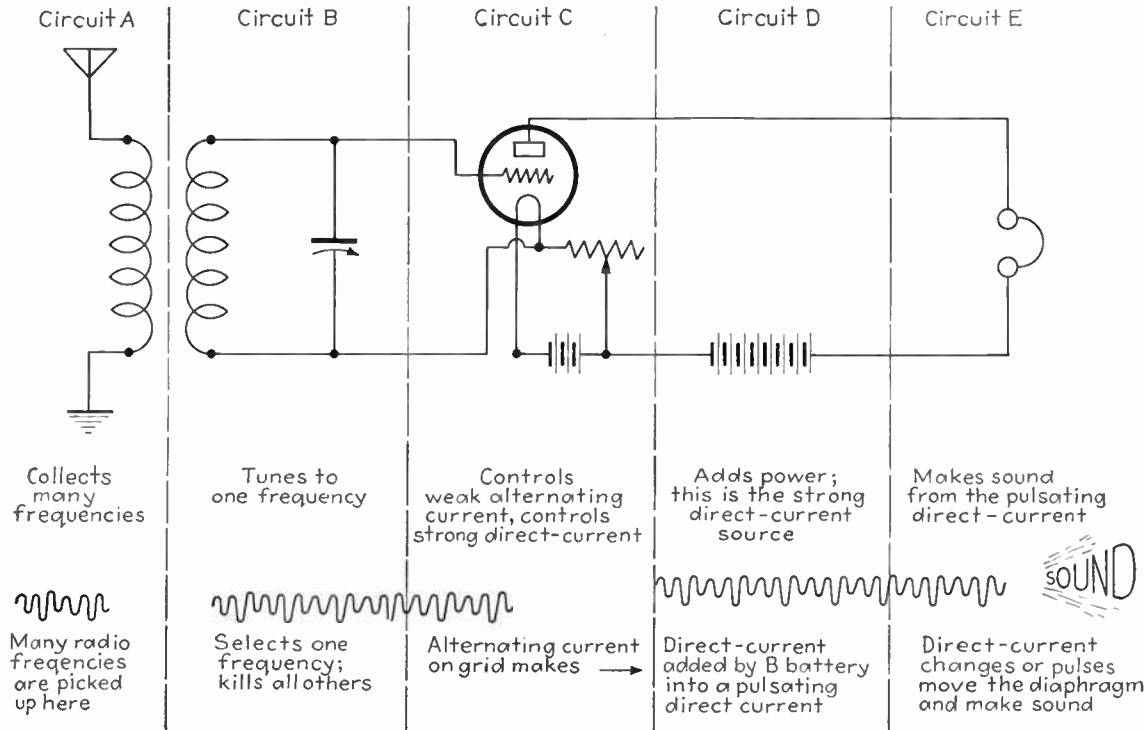 Circuit A
Circuit B
Circuit C
Circuit D
Circuit E
Collects
many
frequencies
Tunes to
one frequency
Controls
weak alternating
current, controls
strong direct-current
Adds power;
this is the strong
direct-current
source
Makes sound
from the pulsating
direct-current
SOUND
Many radio
freqencies
are picked
up here
Selects one
frequency;
kills all others
Alternating current
on grid makes
Direct-current
added by B battery
into a pulsating
direct current
Direct-current
changes or pulses
move the diaphragm
and make sound